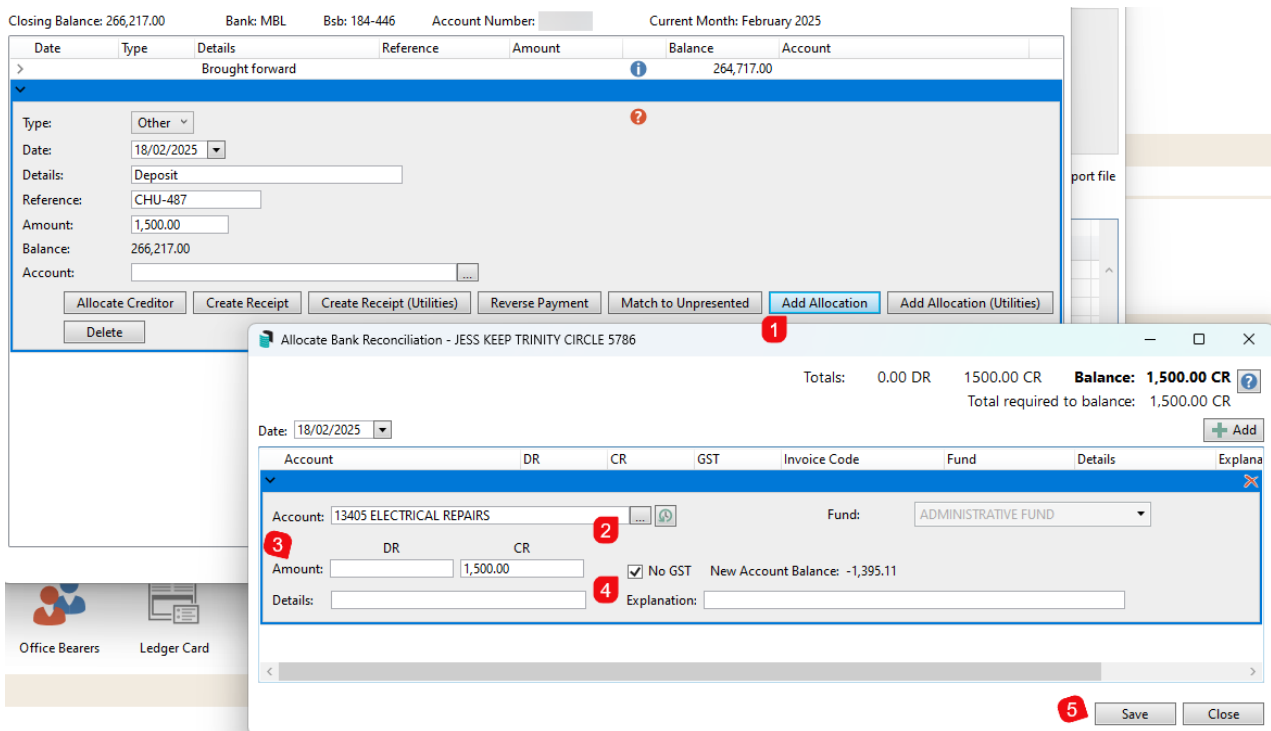 Closing Balance: 266,217.00 Bank: MBL Bsb: 184-446 Account Number: Current Month: February 2025
Date Type Details Reference Amount Balance Account
Brought forward 264,717.00
Type: Other
Date: 18/02/2025
Details: Deposit
port file
Reference: CHU-487
Amount: 1,500.00
Balance: 266,217.00
Account: ...
Allocate Creditor Create Receipt Create Receipt (Utilities) Reverse Payment Match to Unpresented Add Allocation Add Allocation (Utilities)
Delete
1
Allocate Bank Reconciliation - JESS KEEP TRINITY CIRCLE 5786
Totals: 0.00 DR 1500.00 CR Balance: 1,500.00 CR
Total required to balance: 1,500.00 CR
Date: 18/02/2025 Add
Account DR CR GST Invoice Code Fund Details Explana
Account: 13405 ELECTRICAL REPAIRS ... Fund: ADMINISTRATIVE FUND
2
3
DR CR
Amount: 1,500.00 No GST New Account Balance: -1,395.11
4
Details: Explanation:
Office Bearers Ledger Card
5
Save Close